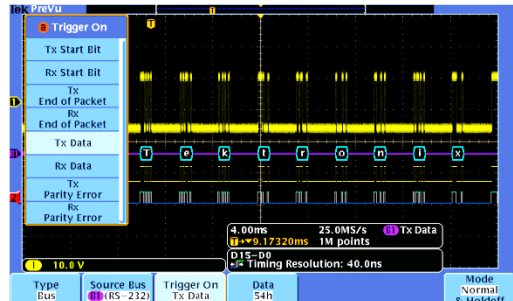 Tek PreVu
a Trigger On
Tx Start Bit
Rx Start Bit
Tx
End of Packet
Rx
End of Packet
Tx Data
Rx Data
Tx
Parity Error
Rx
Parity Error
T
1
B1
T e k t r o n i x
4.00ms 25.0MS/s B1 Tx Data
T→▼9.17320ms 1M points
D15-D0
Timing Resolution: 40.0ns
1 10.0 V
Type
Bus
Source Bus
B1 (RS-232)
Trigger On
Tx Data
Data
54h
Mode
Normal
& Holdoff